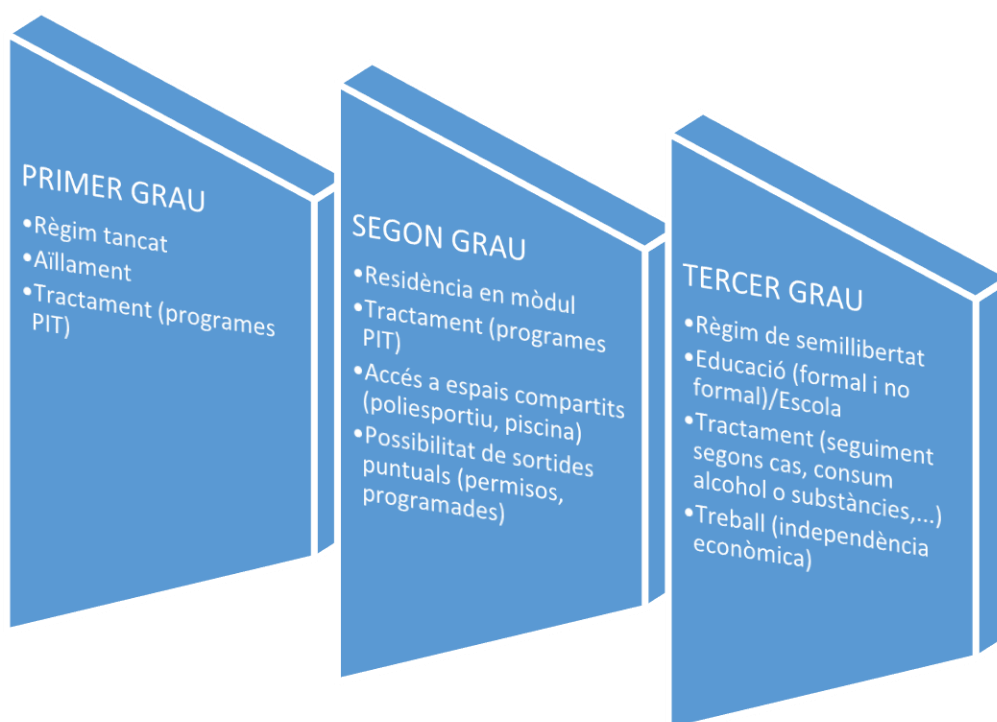 PRIMER GRAU
•Règim tancat
•Aïllament
•Tractament (programes
PIT)
SEGON GRAU
•Residència en mòdul
•Tractament (programes
PIT)
•Accés a espais compartits
(poliesportiu, piscina)
•Possibilitat de sortides
puntuals (permisos,
programades)
TERCER GRAU
•Règim de semillibertat
•Educació (formal i no
formal)/Escola
•Tractament (seguiment
segons cas, consum
alcohol o substàncies,...)
•Treball (independència
econòmica)